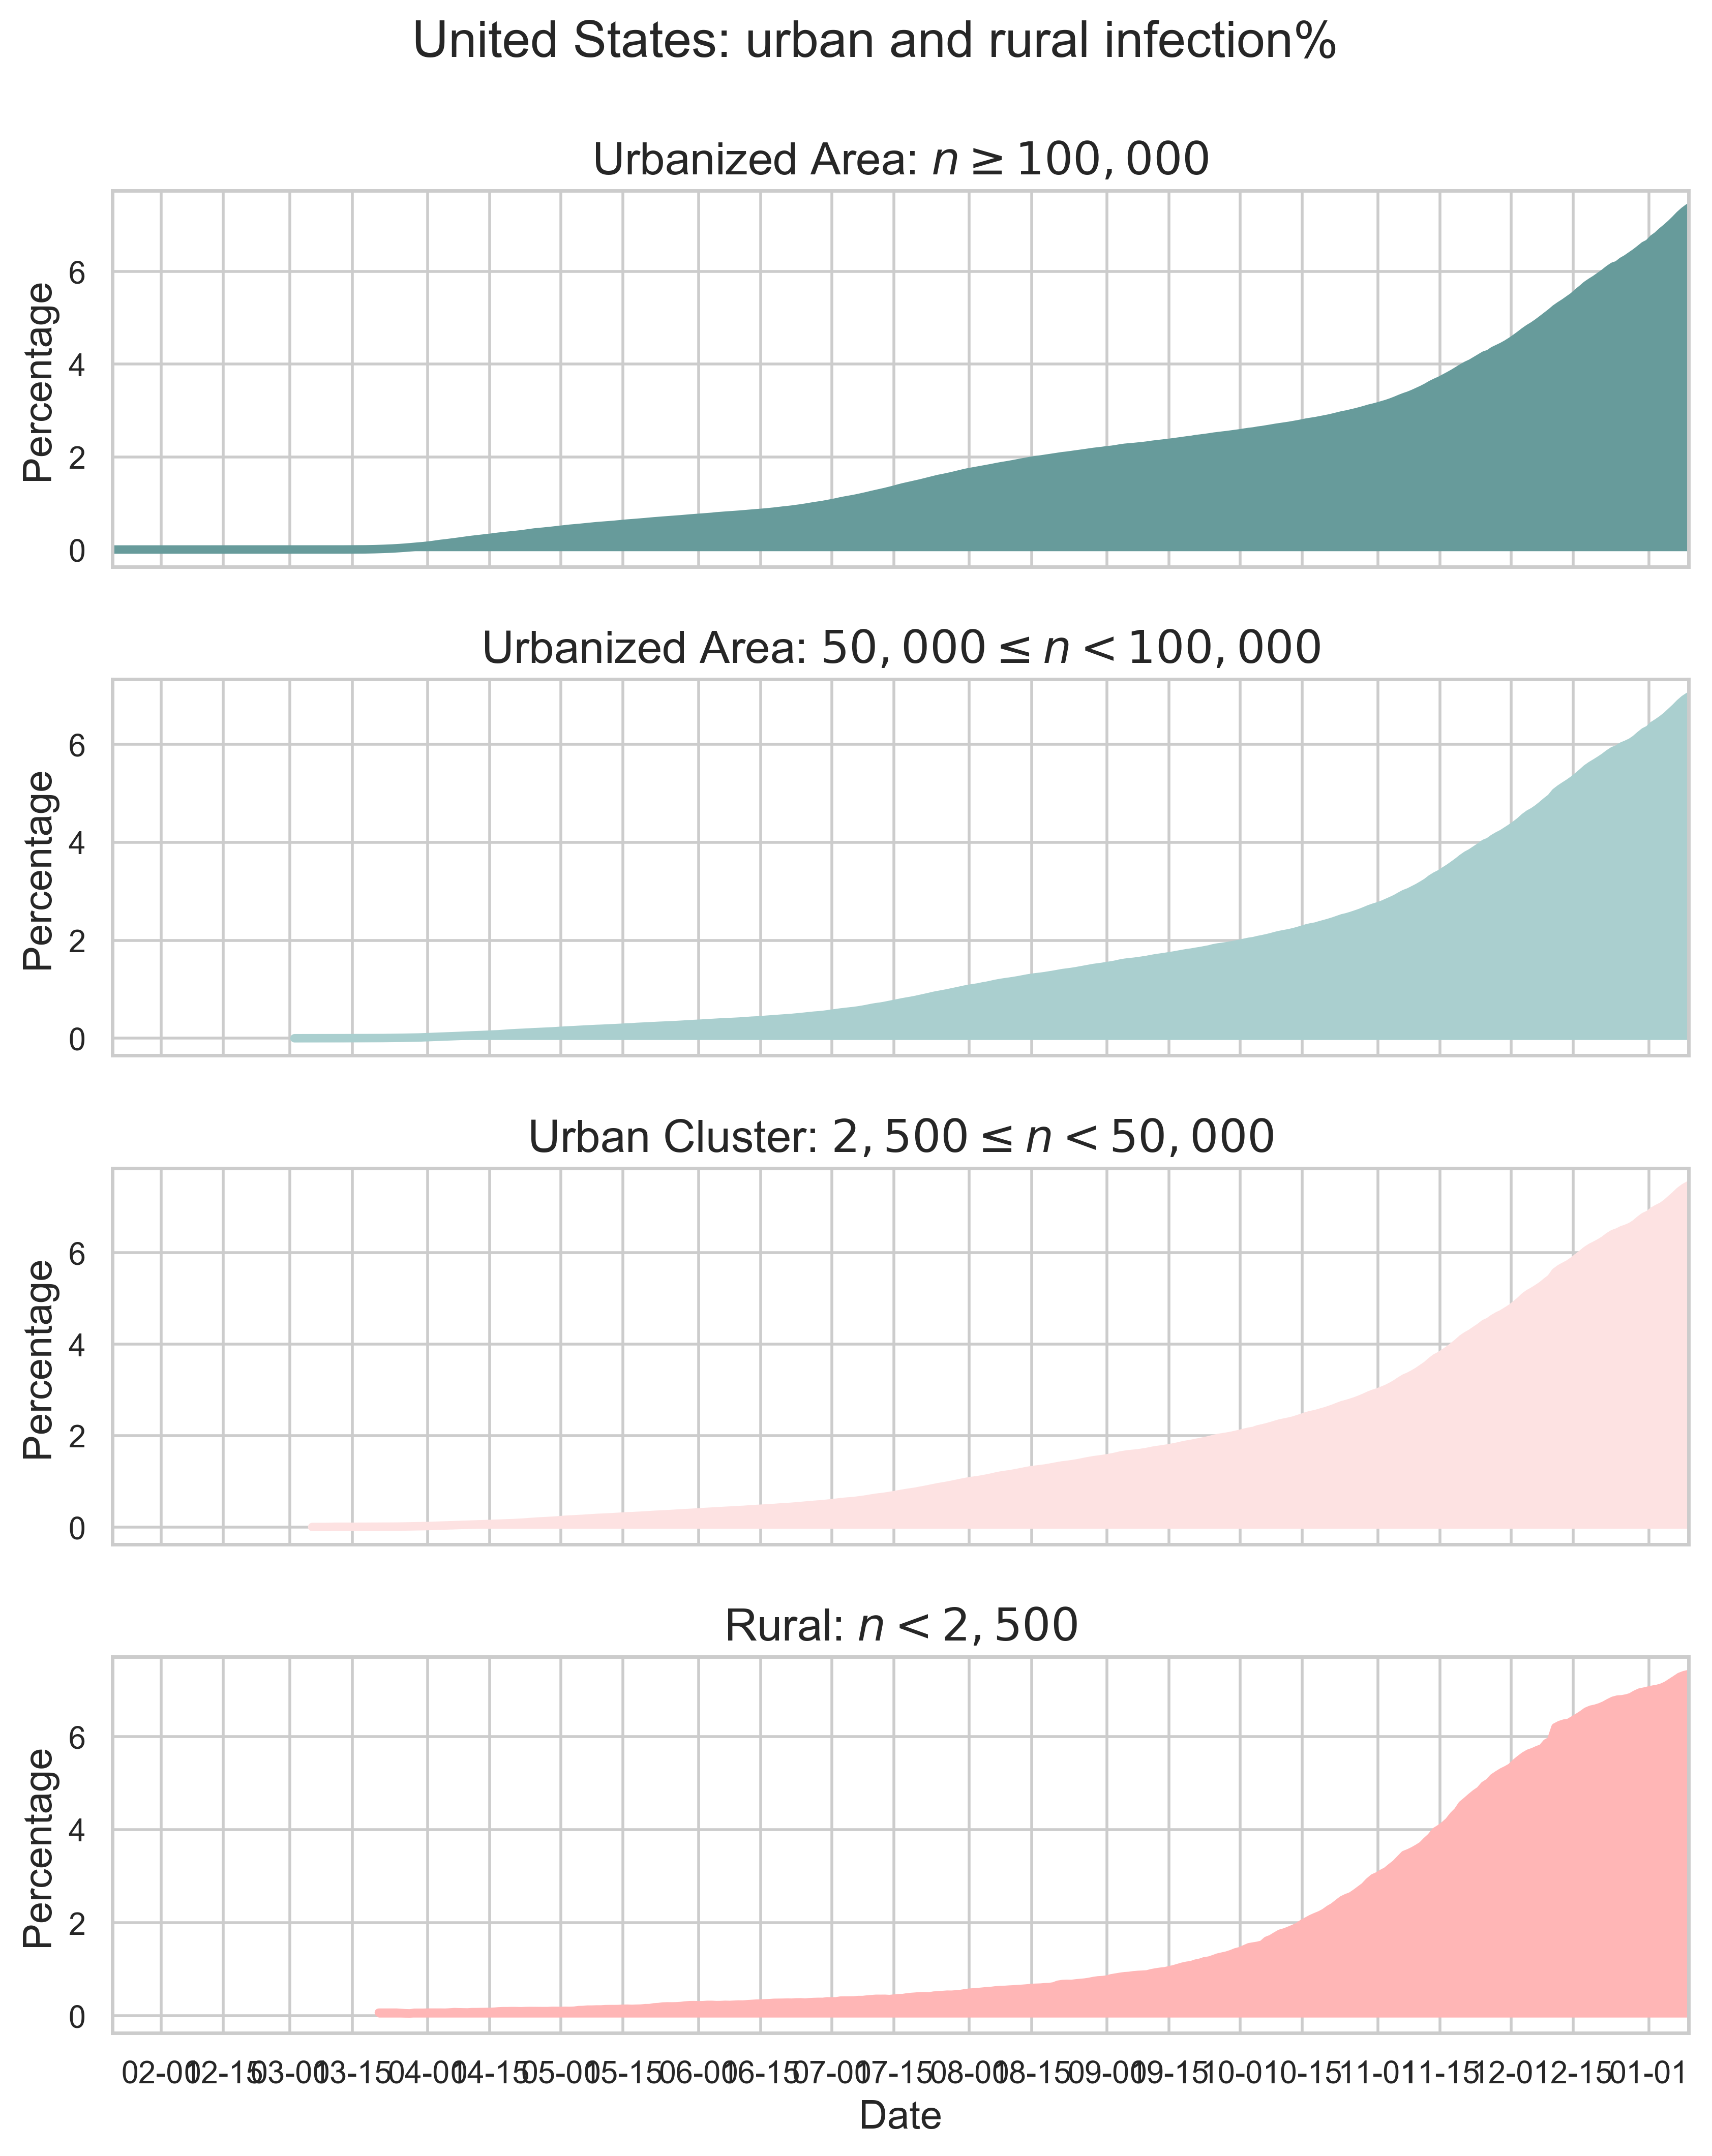 United States: urban and rural infection%
Urbanized Area: n ≥ 100,000
Percentage
6
4
2
0
Urbanized Area: 50,000 ≤ n < 100,000
Percentage
6
4
2
0
Urban Cluster: 2,500 ≤ n < 50,000
Percentage
6
4
2
0
Rural: n < 2,500
Percentage
6
4
2
0
02-01 02-15 03-01 03-15 04-01 04-15 05-01 05-15 06-01 06-15 07-01 07-15 08-01 08-15 09-01 09-15 10-01 10-15 11-01 11-15 12-01 12-15 01-01
Date